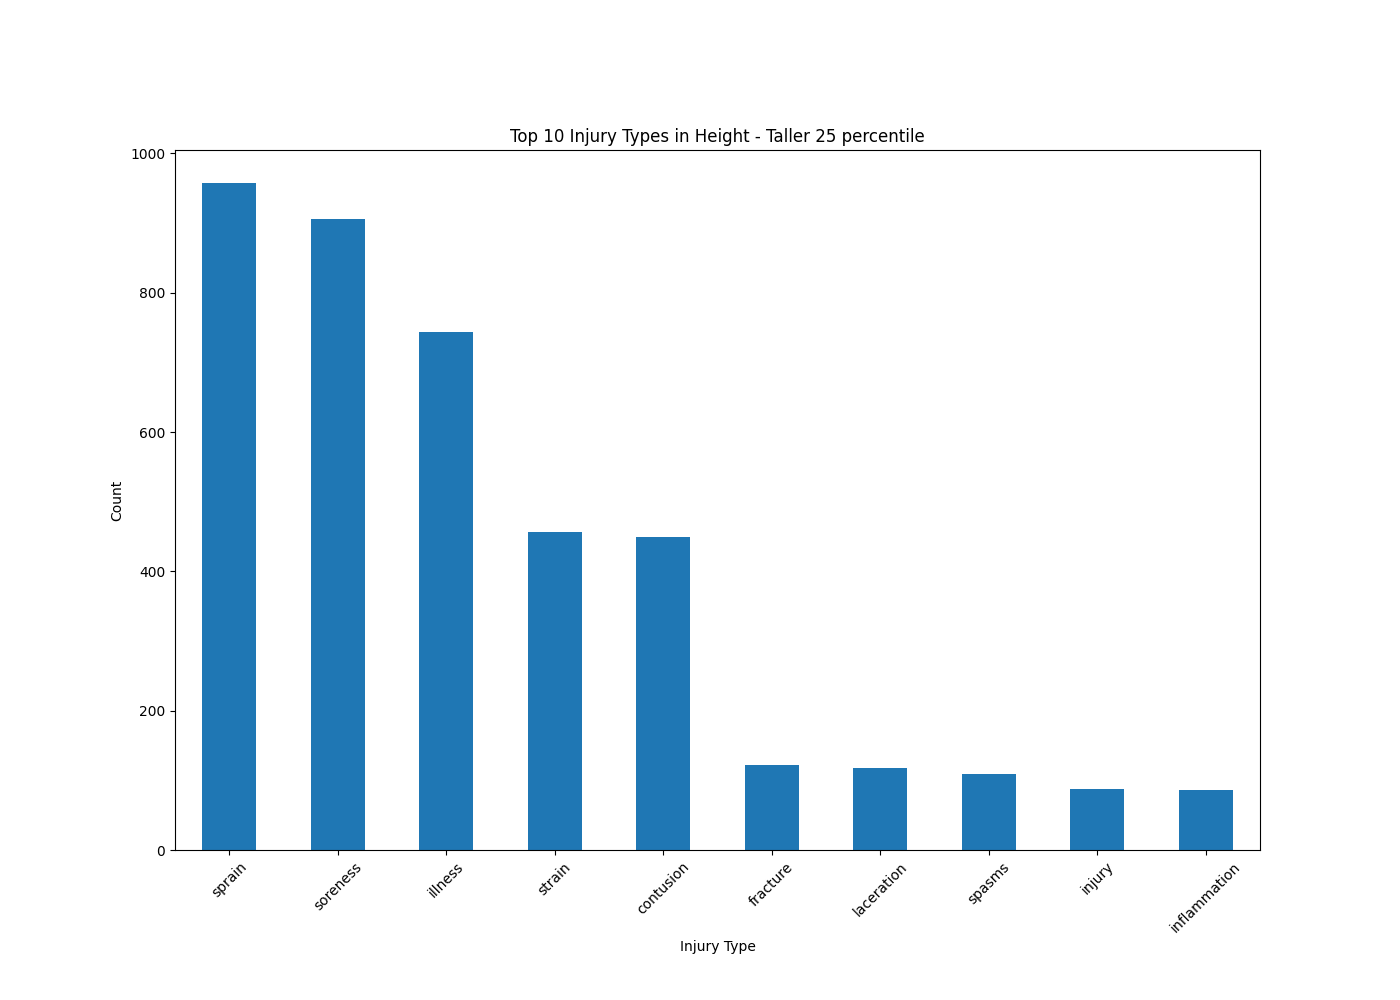 Top 10 Injury Types in Height - Taller 25 percentile
1000
800
600
400
200
0
Count
sprain
soreness
illness
strain
contusion
fracture
laceration
spasms
injury
inflammation
Injury Type